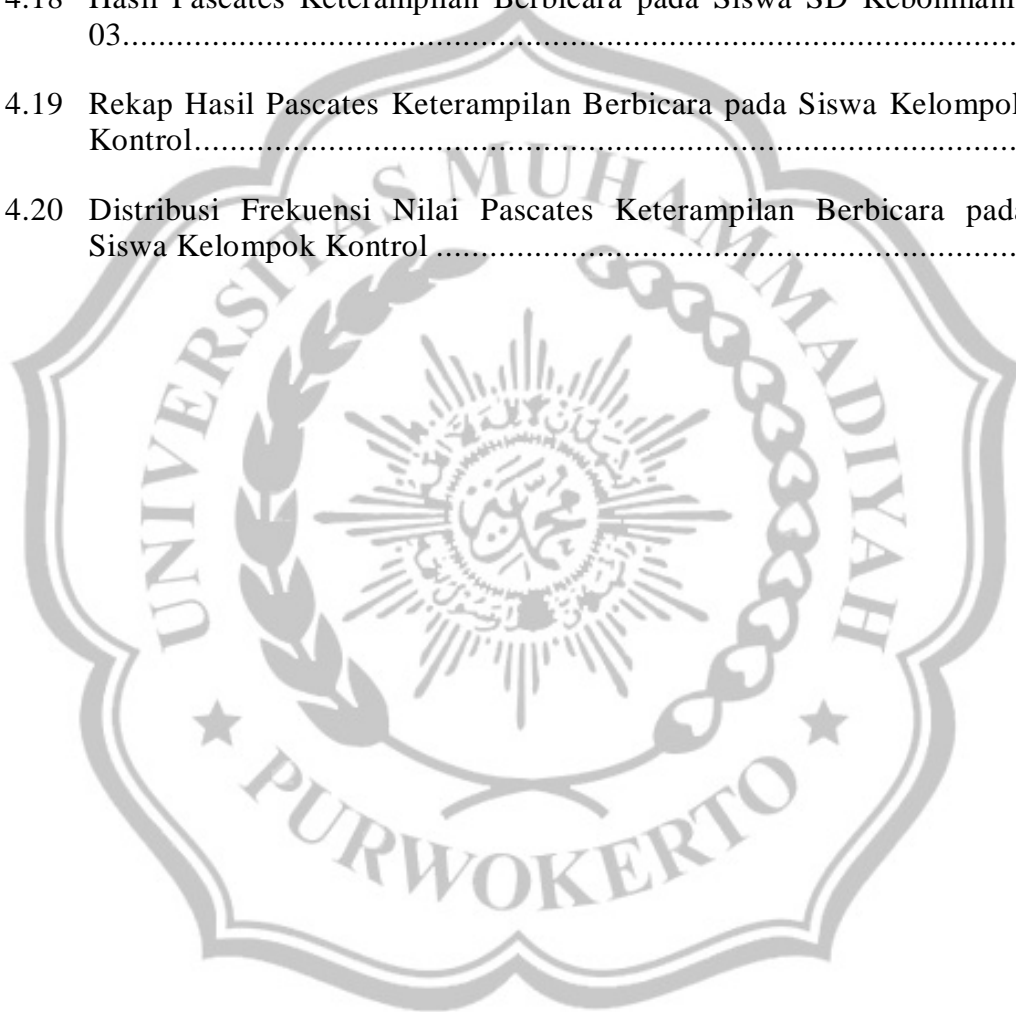 4.18 Hasil Pascates Keterampilan Berbicara pada Siswa SD
03
4.19 Rekap Hasil Pascates Keterampilan Berbicara pada Siswa Kelompok
Kontrol
4.20 Distribusi Frekuensi Nilai Pascates Keterampilan Berbicara pada
Siswa Kelompok Kontrol
UNIVERSITAS MUHAMMADIYAH
PURWOKERTO